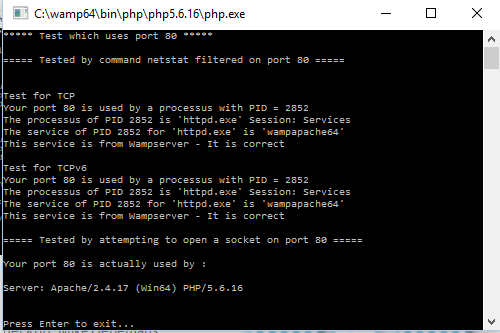 C:\wamp64\bin\php\php5.6.16\php.exe
***** Test which uses port 80 *****
===== Tested by command netstat filtered on port 80 =====
Test for TCP
Your port 80 is used by a processus with PID = 2852
The processus of PID 2852 is 'httpd.exe' Session: Services
The service of PID 2852 for 'httpd.exe' is 'wampapache64'
This service is from Wampserver - It is correct
Test for TCPv6
Your port 80 is used by a processus with PID = 2852
The processus of PID 2852 is 'httpd.exe' Session: Services
The service of PID 2852 for 'httpd.exe' is 'wampapache64'
This service is from Wampserver - It is correct
===== Tested by attempting to open a socket on port 80 =====
Your port 80 is actually used by :
Server: Apache/2.4.17 (Win64) PHP/5.6.16
Press Enter to exit...